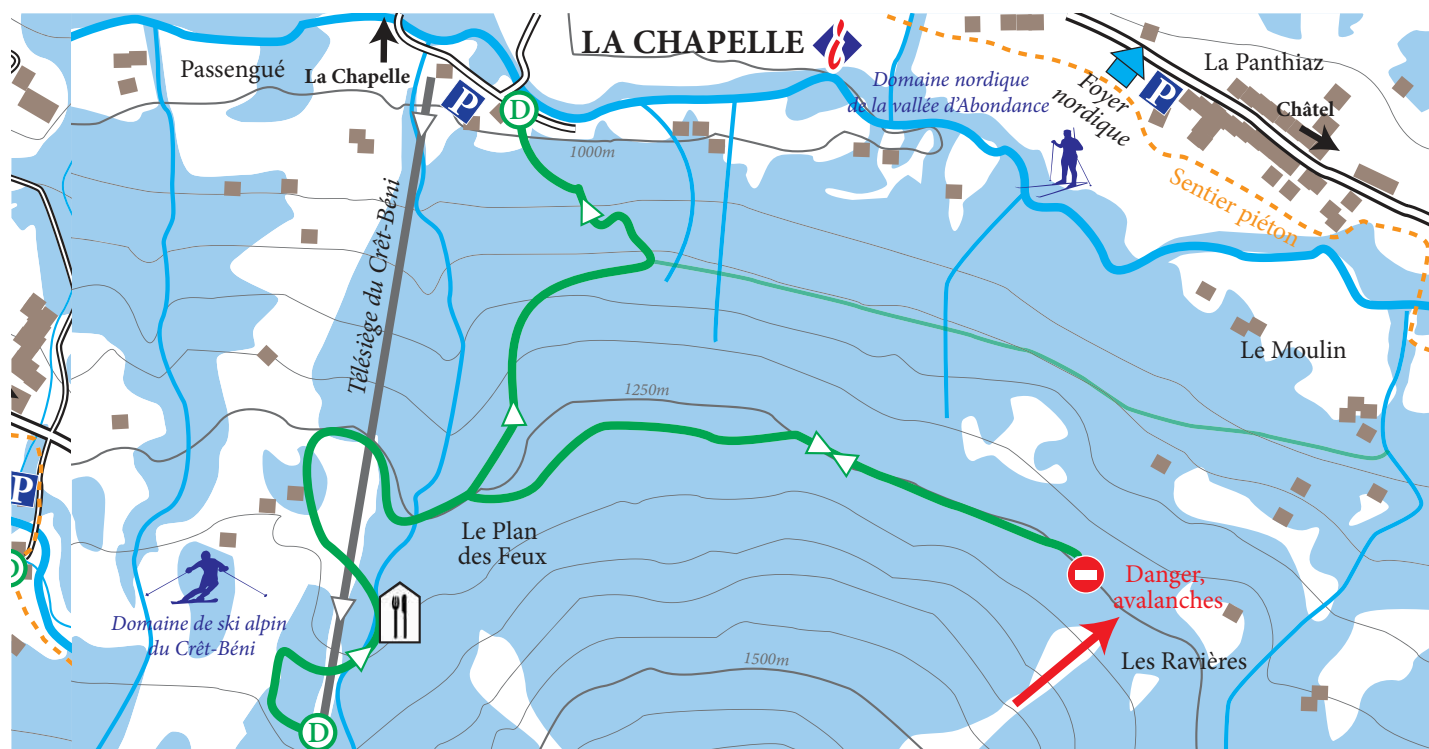 LA CHAPELLE
i
Passengué
La Chapelle
P
D
1000m
Domaine nordique
de la vallée d'Abondance
Foyer
nordique
P
La Panthiaz
Châtel
Sentier piéton
Télésiège du Crêt-Béni
1250m
Le Moulin
P
D
Le Plan
des Feux
Danger,
avalanches
Domaine de ski alpin
du Crêt-Béni
Les Ravières
1500m
D